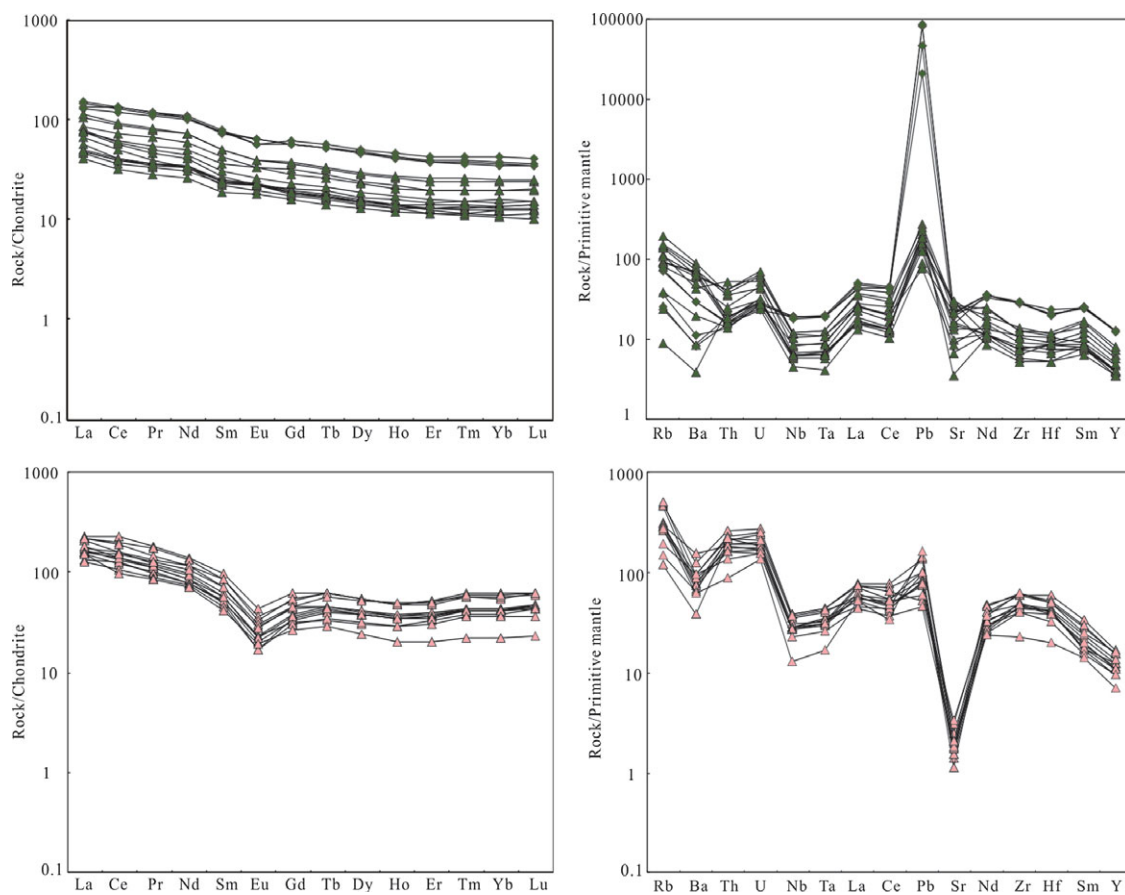 1000
100
10
1
0.1
Rock/Chondrite
La Ce Pr Nd Sm Eu Gd Tb Dy Ho Er Tm Yb Lu
100000
10000
1000
100
10
1
Rock/Primitive mantle
Rb Ba Th U Nb Ta La Ce Pb Sr Nd Zr Hf Sm Y
1000
100
10
1
0.1
Rock/Chondrite
La Ce Pr Nd Sm Eu Gd Tb Dy Ho Er Tm Yb Lu
1000
100
10
1
0.1
Rock/Primitive mantle
Rb Ba Th U Nb Ta La Ce Pb Sr Nd Zr Hf Sm Y